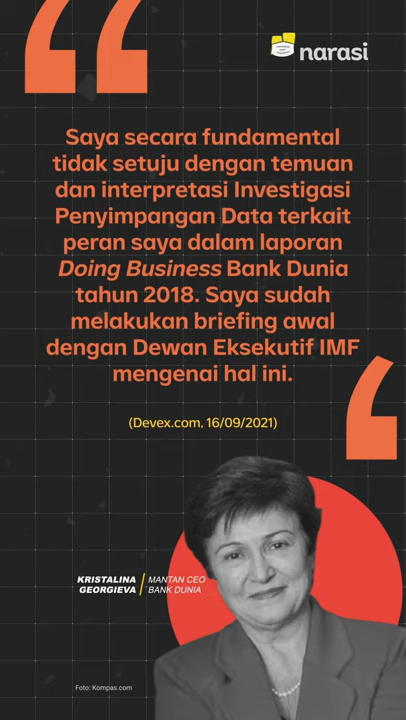 narasi
Saya secara fundamental
tidak setuju dengan temuan
dan interpretasi Investigasi
Penyimpangan Data terkait
peran saya dalam laporan
Doing Business Bank Dunia
tahun 2018. Saya sudah
melakukan briefing awal
dengan Dewan Eksekutif IMF
mengenai hal ini.
(Devex.com, 16/09/2021)
KRISTALINA
GEORGIEVA
MANTAN CEO
BANK DUNIA
Foto: Kompas.com